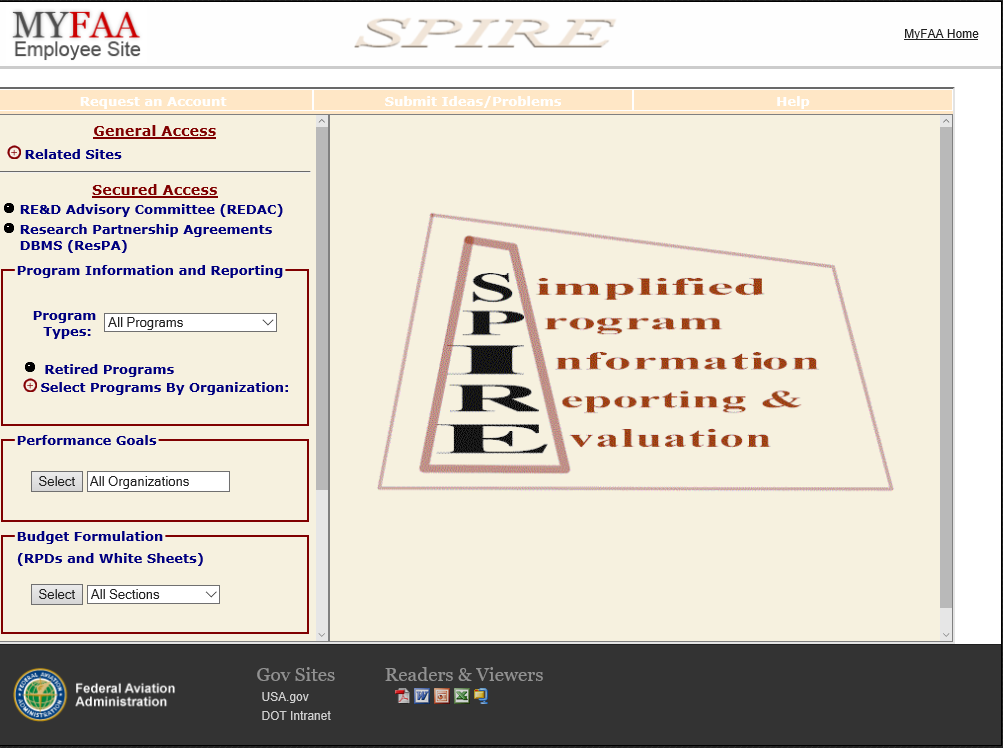 MYFAA
Employee Site
SPIRE
MyFAA Home
Request an Account
Submit Ideas/Problems
Help
General Access
Related Sites
Secured Access
RE&D Advisory Committee (REDAC)
Research Partnership Agreements
DBMS (ResPA)
Program Information and Reporting
Program
Types:
All Programs
Retired Programs
Select Programs By Organization:
Performance Goals
Select
All Organizations
Budget Formulation
(RPDs and White Sheets)
Select
All Sections
Simplified
Program
Information
Reporting &
Evaluation
Federal Aviation
Administration
Gov Sites
USA.gov
DOT Intranet
Readers & Viewers